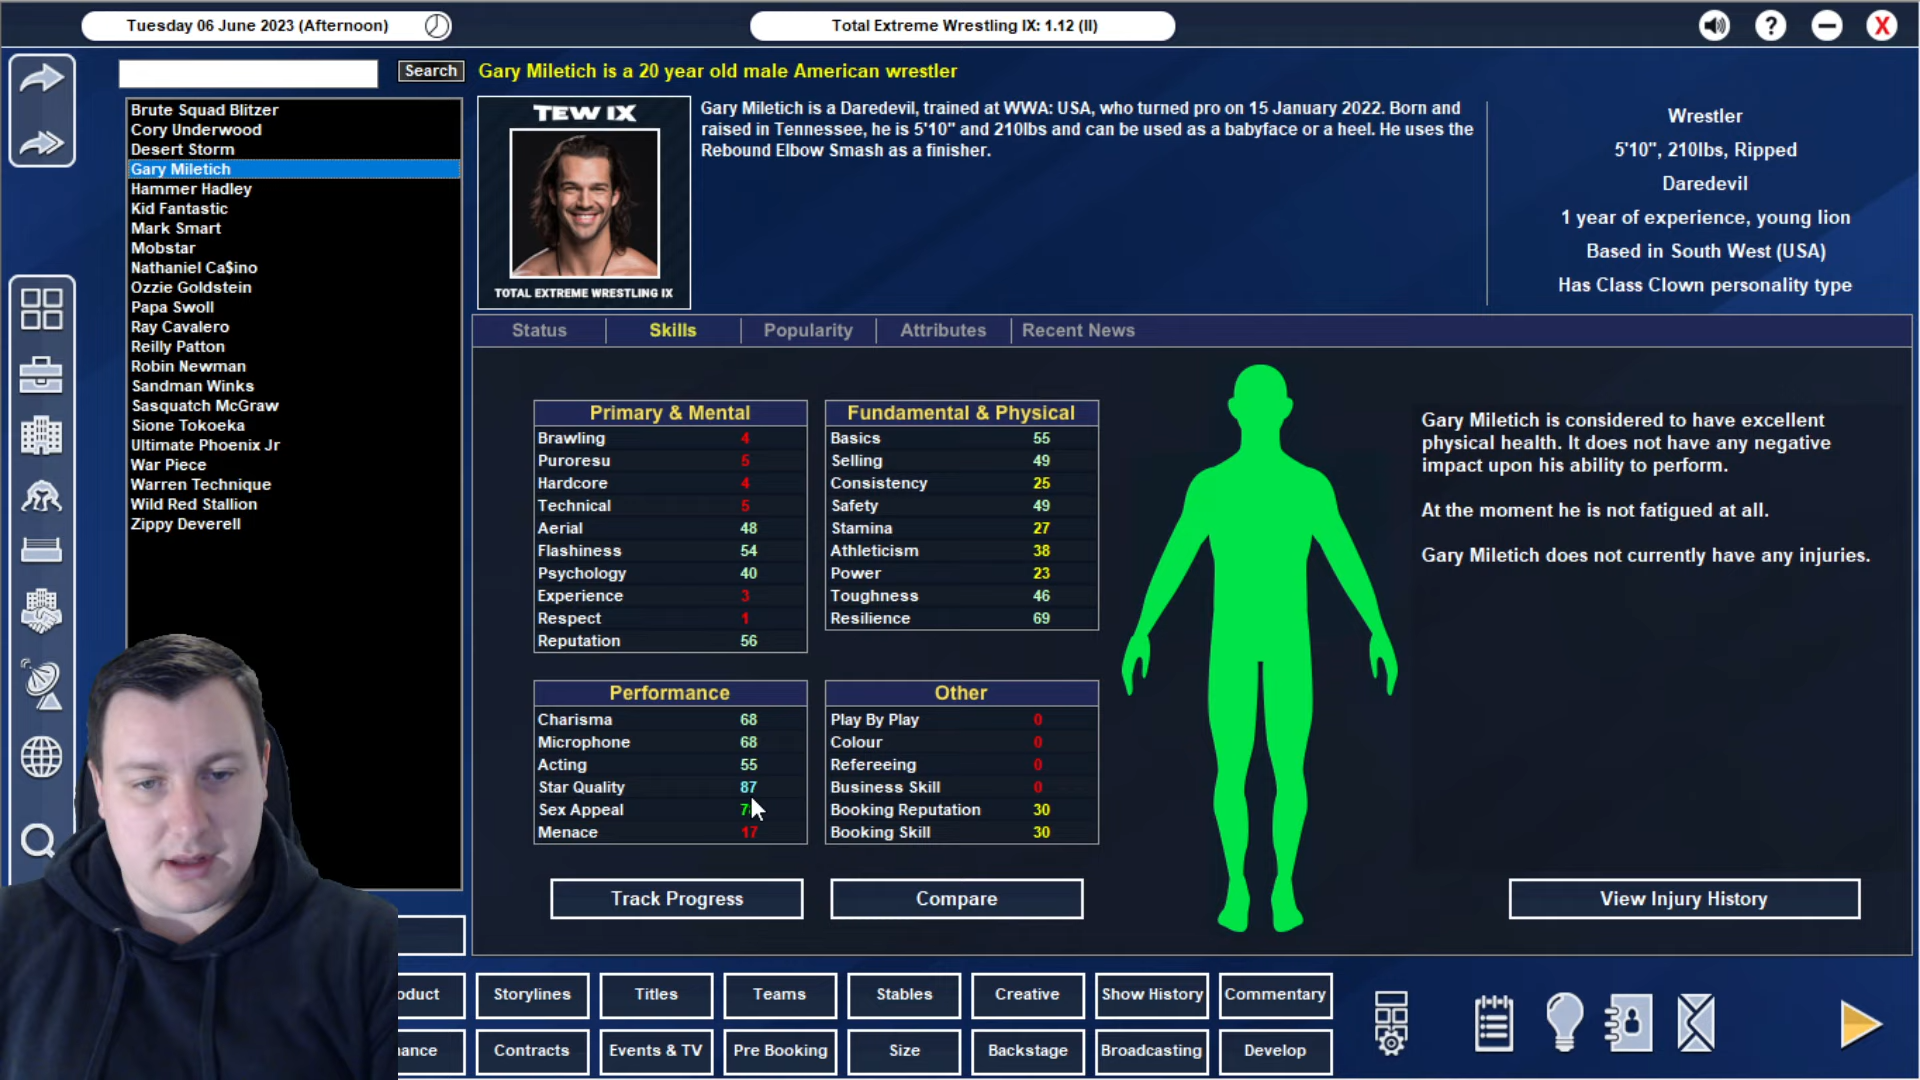 Tuesday 06 June 2023 (Afternoon)
Total Extreme Wrestling IX: 1.12 (II)
?
X
Search
Gary Miletich is a 20 year old male American wrestler
Brute Squad Blitzer
Cory Underwood
Desert Storm
Gary Miletich
Hammer Hadley
Kid Fantastic
Mark Smart
Mobstar
Nathaniel Ca$ino
Ozzie Goldstein
Papa Swoll
Ray Cavalero
Reilly Patton
Robin Newman
Sandman Winks
Sasquatch McGraw
Sione Tokoeka
Ultimate Phoenix Jr
War Piece
Warren Technique
Wild Red Stallion
Zippy Deverell
TEW IX
TOTAL EXTREME WRESTLING IX
Gary Miletich is a Daredevil, trained at WWA: USA, who turned pro on 15 January 2022. Born and
raised in Tennessee, he is 5'10" and 210lbs and can be used as a babyface or a heel. He uses the
Rebound Elbow Smash as a finisher.
Wrestler
5'10", 210lbs, Ripped
Daredevil
1 year of experience, young lion
Based in South West (USA)
Has Class Clown personality type
Status Skills Popularity Attributes Recent News
Primary & Mental
Brawling 4
Puroresu 5
Hardcore 4
Technical 5
Aerial 48
Flashiness 54
Psychology 40
Experience 3
Respect 1
Reputation 56
Fundamental & Physical
Basics 55
Selling 49
Consistency 25
Safety 49
Stamina 27
Athleticism 38
Power 23
Toughness 46
Resilience 69
Performance
Charisma 68
Microphone 68
Acting 55
Star Quality 87
Sex Appeal
Menace 17
Other
Play By Play 0
Colour 0
Refereeing 0
Business Skill 0
Booking Reputation 30
Booking Skill 30
Gary Miletich is considered to have excellent
physical health. It does not have any negative
impact upon his ability to perform.
At the moment he is not fatigued at all.
Gary Miletich does not currently have any injuries.
Track Progress
Compare
View Injury History
Storylines Titles Teams Stables Creative Show History Commentary
Contracts Events & TV Pre Booking Size Backstage Broadcasting Develop